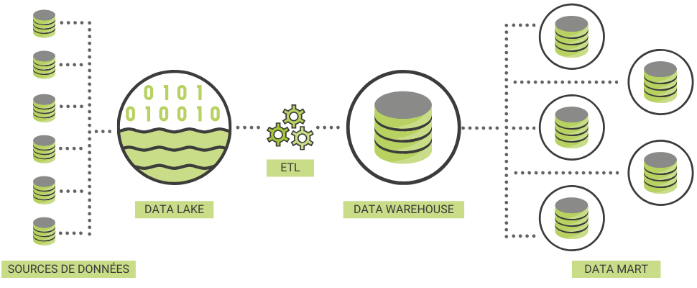 0101
010010
ETL
DATA LAKE
DATA WAREHOUSE
SOURCES DE DONNÉES
DATA MART